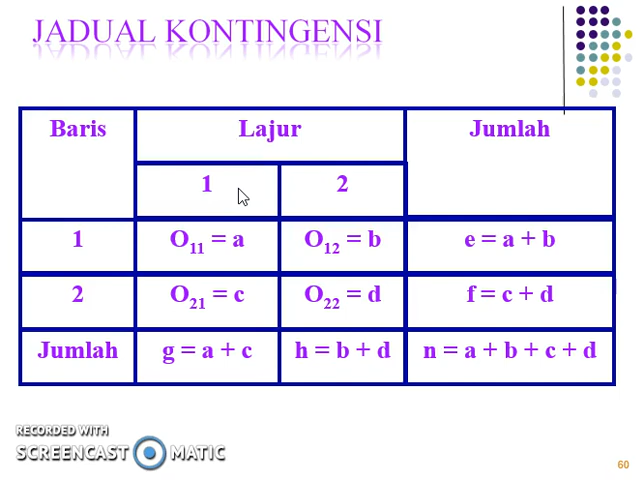 JADUAL KONTINGENSI
Baris Lajur Jumlah
1 2
1 O11 = a O12 = b e = a + b
2 O21 = c O22 = d f = c + d
Jumlah g = a + c h = b + d n = a + b + c + d
RECORDED WITH
SCREENCAST MATIC
60